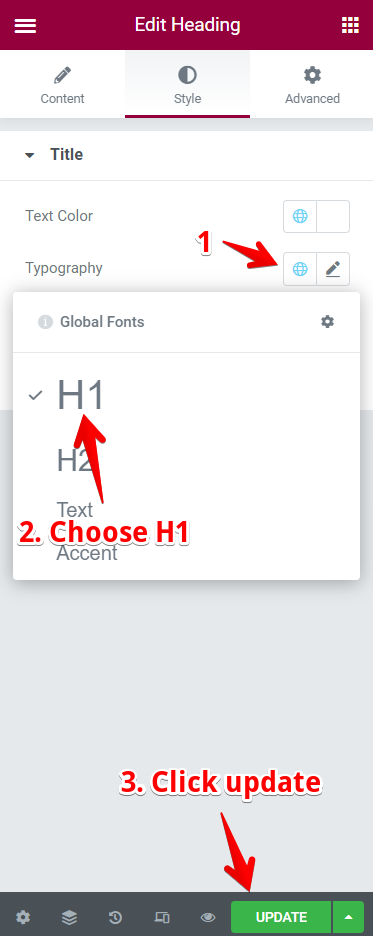 Edit Heading
Content Style Advanced
Title
Text Color
1
Typography
Global Fonts
H1
H2
Text
2. Choose H1
Accent
3. Click update
UPDATE